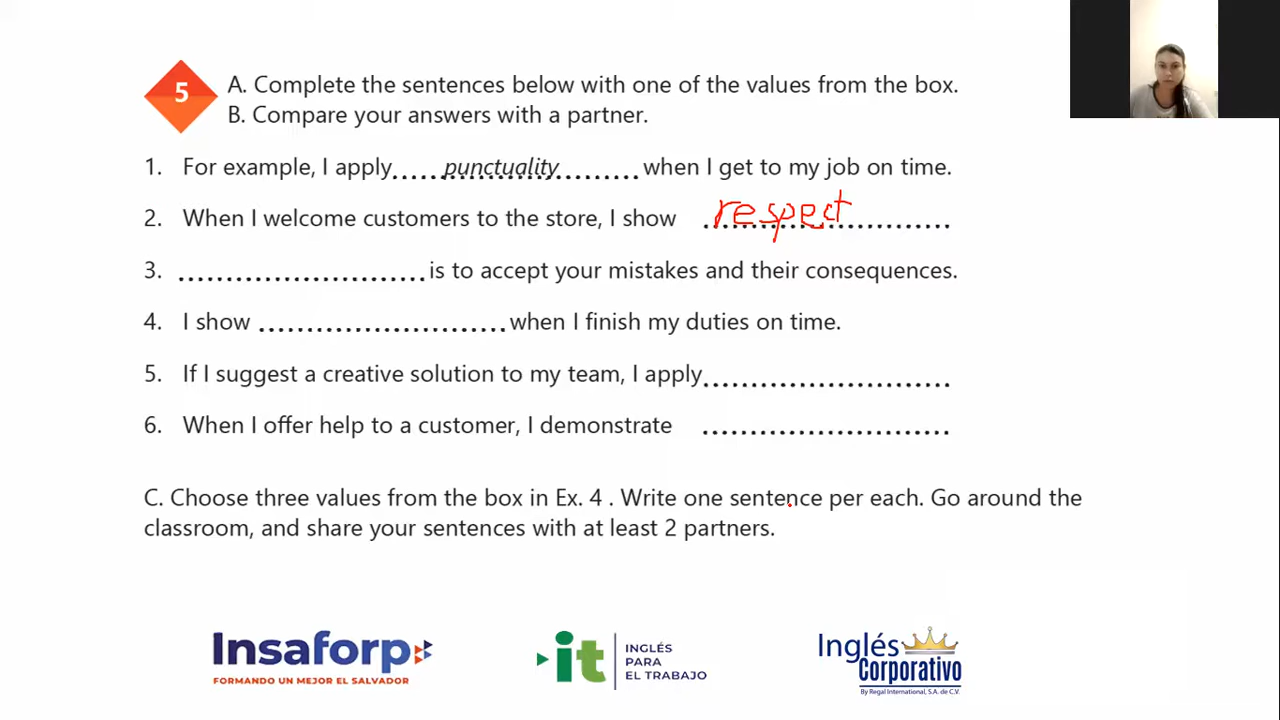 5
A. Complete the sentences below with one of the values from the box.
B. Compare your answers with a partner.
1. For example, I apply......punctuality..........when I get to my job on time.
2. When I welcome customers to the store, I show respect..........................
3. ..........................is to accept your mistakes and their consequences.
4. I show ..........................when I finish my duties on time.
5. If I suggest a creative solution to my team, I apply..........................
6. When I offer help to a customer, I demonstrate ..........................
C. Choose three values from the box in Ex. 4 . Write one sentence per each. Go around the
classroom, and share your sentences with at least 2 partners.
Insaforp
FORMANDO UN MEJOR EL SALVADOR
it
INGLÉS
PARA
EL TRABAJO
Inglés
Corporativo
By Regal International, S.A. de C.V.